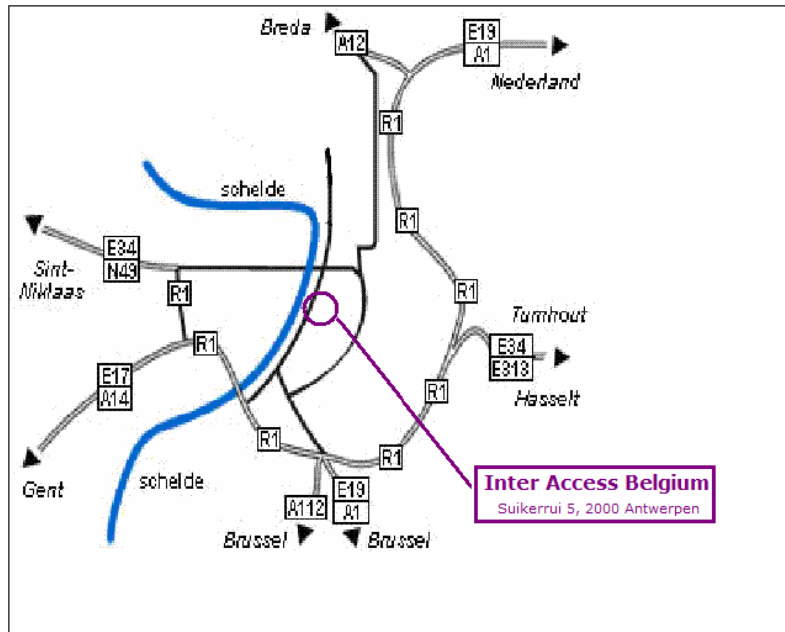 Breda
A12
E19
A1
Nederland
R1
schelde
R1
E34
N49
Sint-
Niklaas
R1
R1
Turnhout
R1
E34
E313
Hasselt
E17
A14
R1
R1
R1
Gent
schelde
A112
E19
A1
Brussel
Brussel
Inter Access Belgium
Suikerrui 5, 2000 Antwerpen